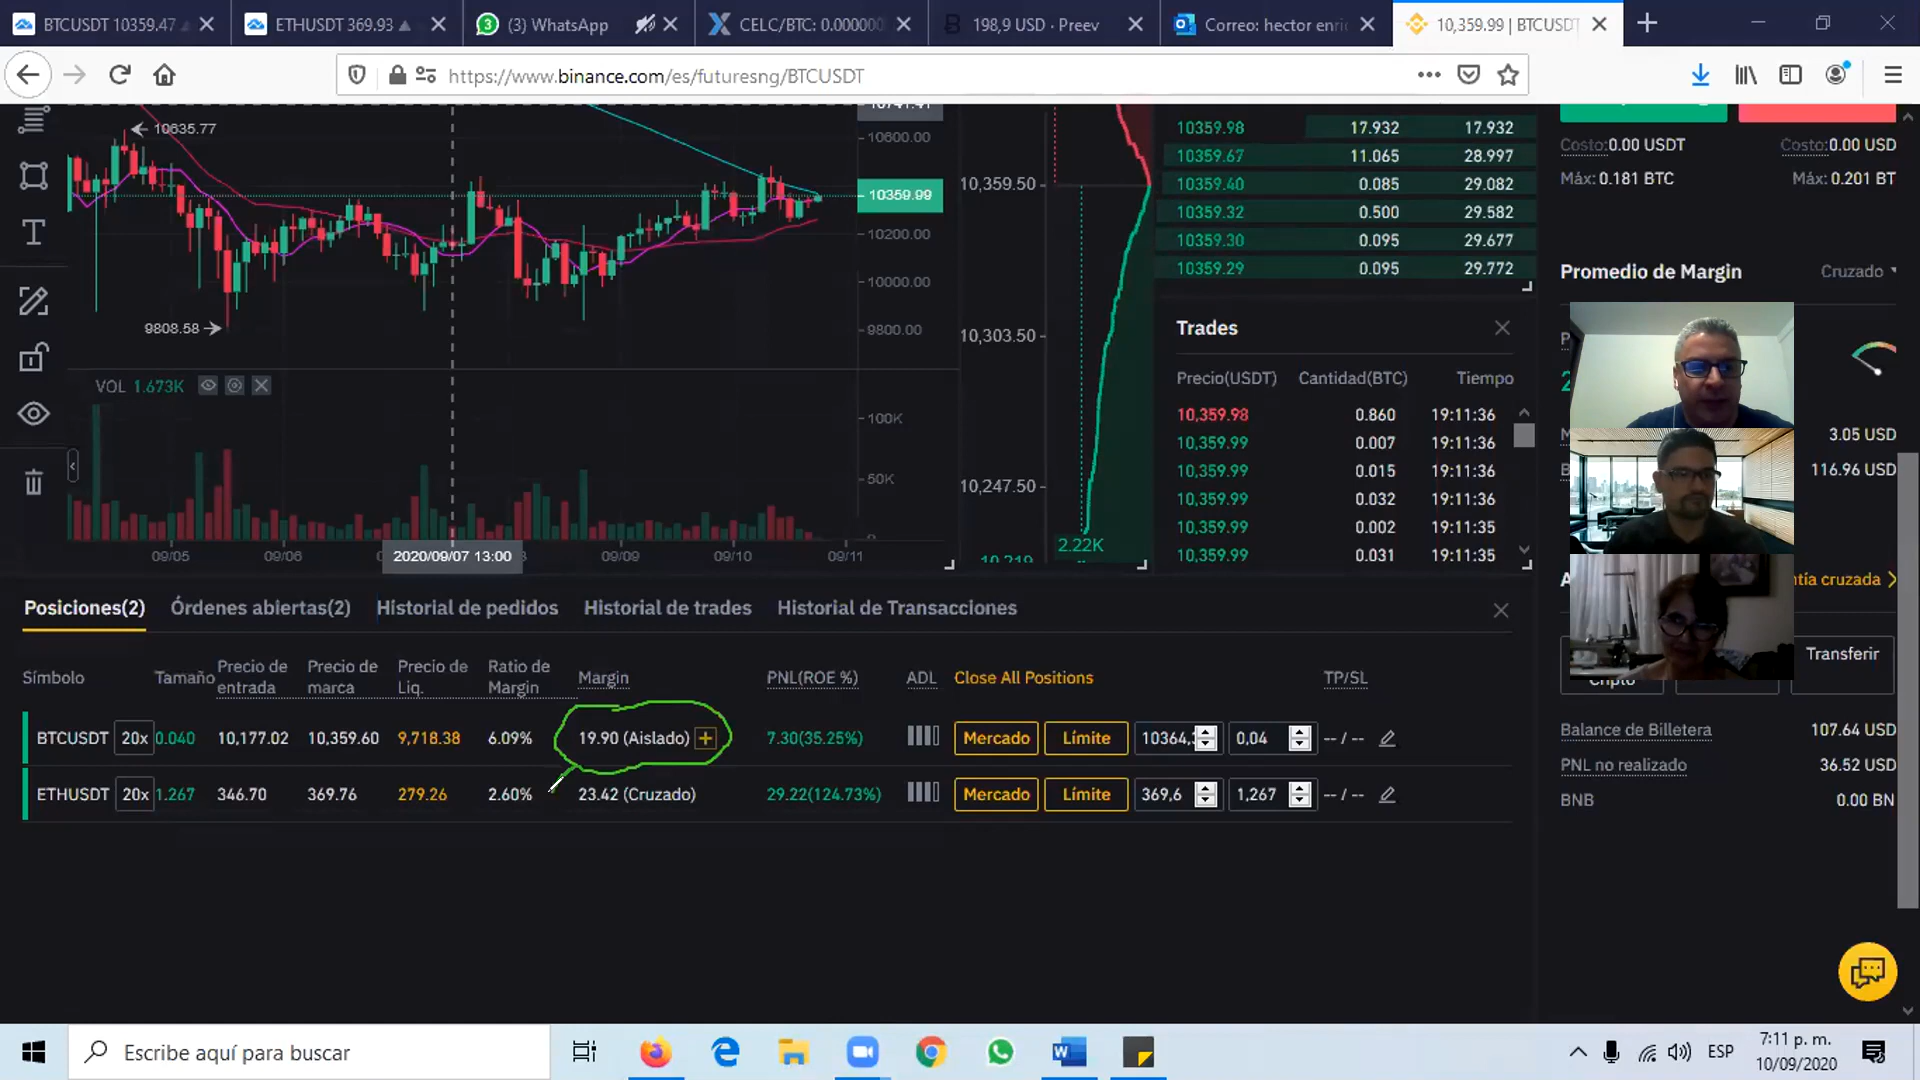 BTCUSDT 10359.47
ETHUSDT 369.93
(3) WhatsApp
CELC/BTC: 0.000000
198,9 USD · Preev
Correo: hector enri
10,359.99 | BTCUSDT
https://www.binance.com/es/futuresng/BTCUSDT
10635.77
9808.58
10741.41
10600.00
10359.99
10200.00
10000.00
9800.00
VOL 1.673K
100K
50K
0
09/05
09/06
2020/09/07 13:00
09/09
09/10
09/11
10,359.50
10,303.50
10,247.50
2.22K
10359.98 17.932 17.932
10359.67 11.065 28.997
10359.40 0.085 29.082
10359.32 0.500 29.582
10359.30 0.095 29.677
10359.29 0.095 29.772
Trades
Precio(USDT) Cantidad(BTC) Tiempo
10,359.98 0.860 19:11:36
10,359.99 0.007 19:11:36
10,359.99 0.015 19:11:36
10,359.99 0.032 19:11:36
10,359.99 0.002 19:11:35
10,359.99 0.031 19:11:35
Costo:0.00 USDT Costo:0.00 USD
Máx: 0.181 BTC Máx: 0.201 BT
Promedio de Margin Cruzado
3.05 USD
116.96 USD
ntía cruzada
Transferir
Cripto
Balance de Billetera 107.64 USD
PNL no realizado 36.52 USD
BNB 0.00 BN
Posiciones(2) Órdenes abiertas(2) Historial de pedidos Historial de trades Historial de Transacciones
Símbolo Tamaño Precio de entrada Precio de marca Precio de Liq. Ratio de Margin Margin PNL(ROE %) ADL Close All Positions TP/SL
BTCUSDT 20x 0.040 10,177.02 10,359.60 9,718.38 6.09% 19.90 (Aislado) 7.30(35.25%) Mercado Límite 10364, 0,04 -- / --
ETHUSDT 20x 1.267 346.70 369.76 279.26 2.60% 23.42 (Cruzado) 29.22(124.73%) Mercado Límite 369,6 1,267 -- / --
Escribe aquí para buscar
ESP
7:11 p. m.
10/09/2020